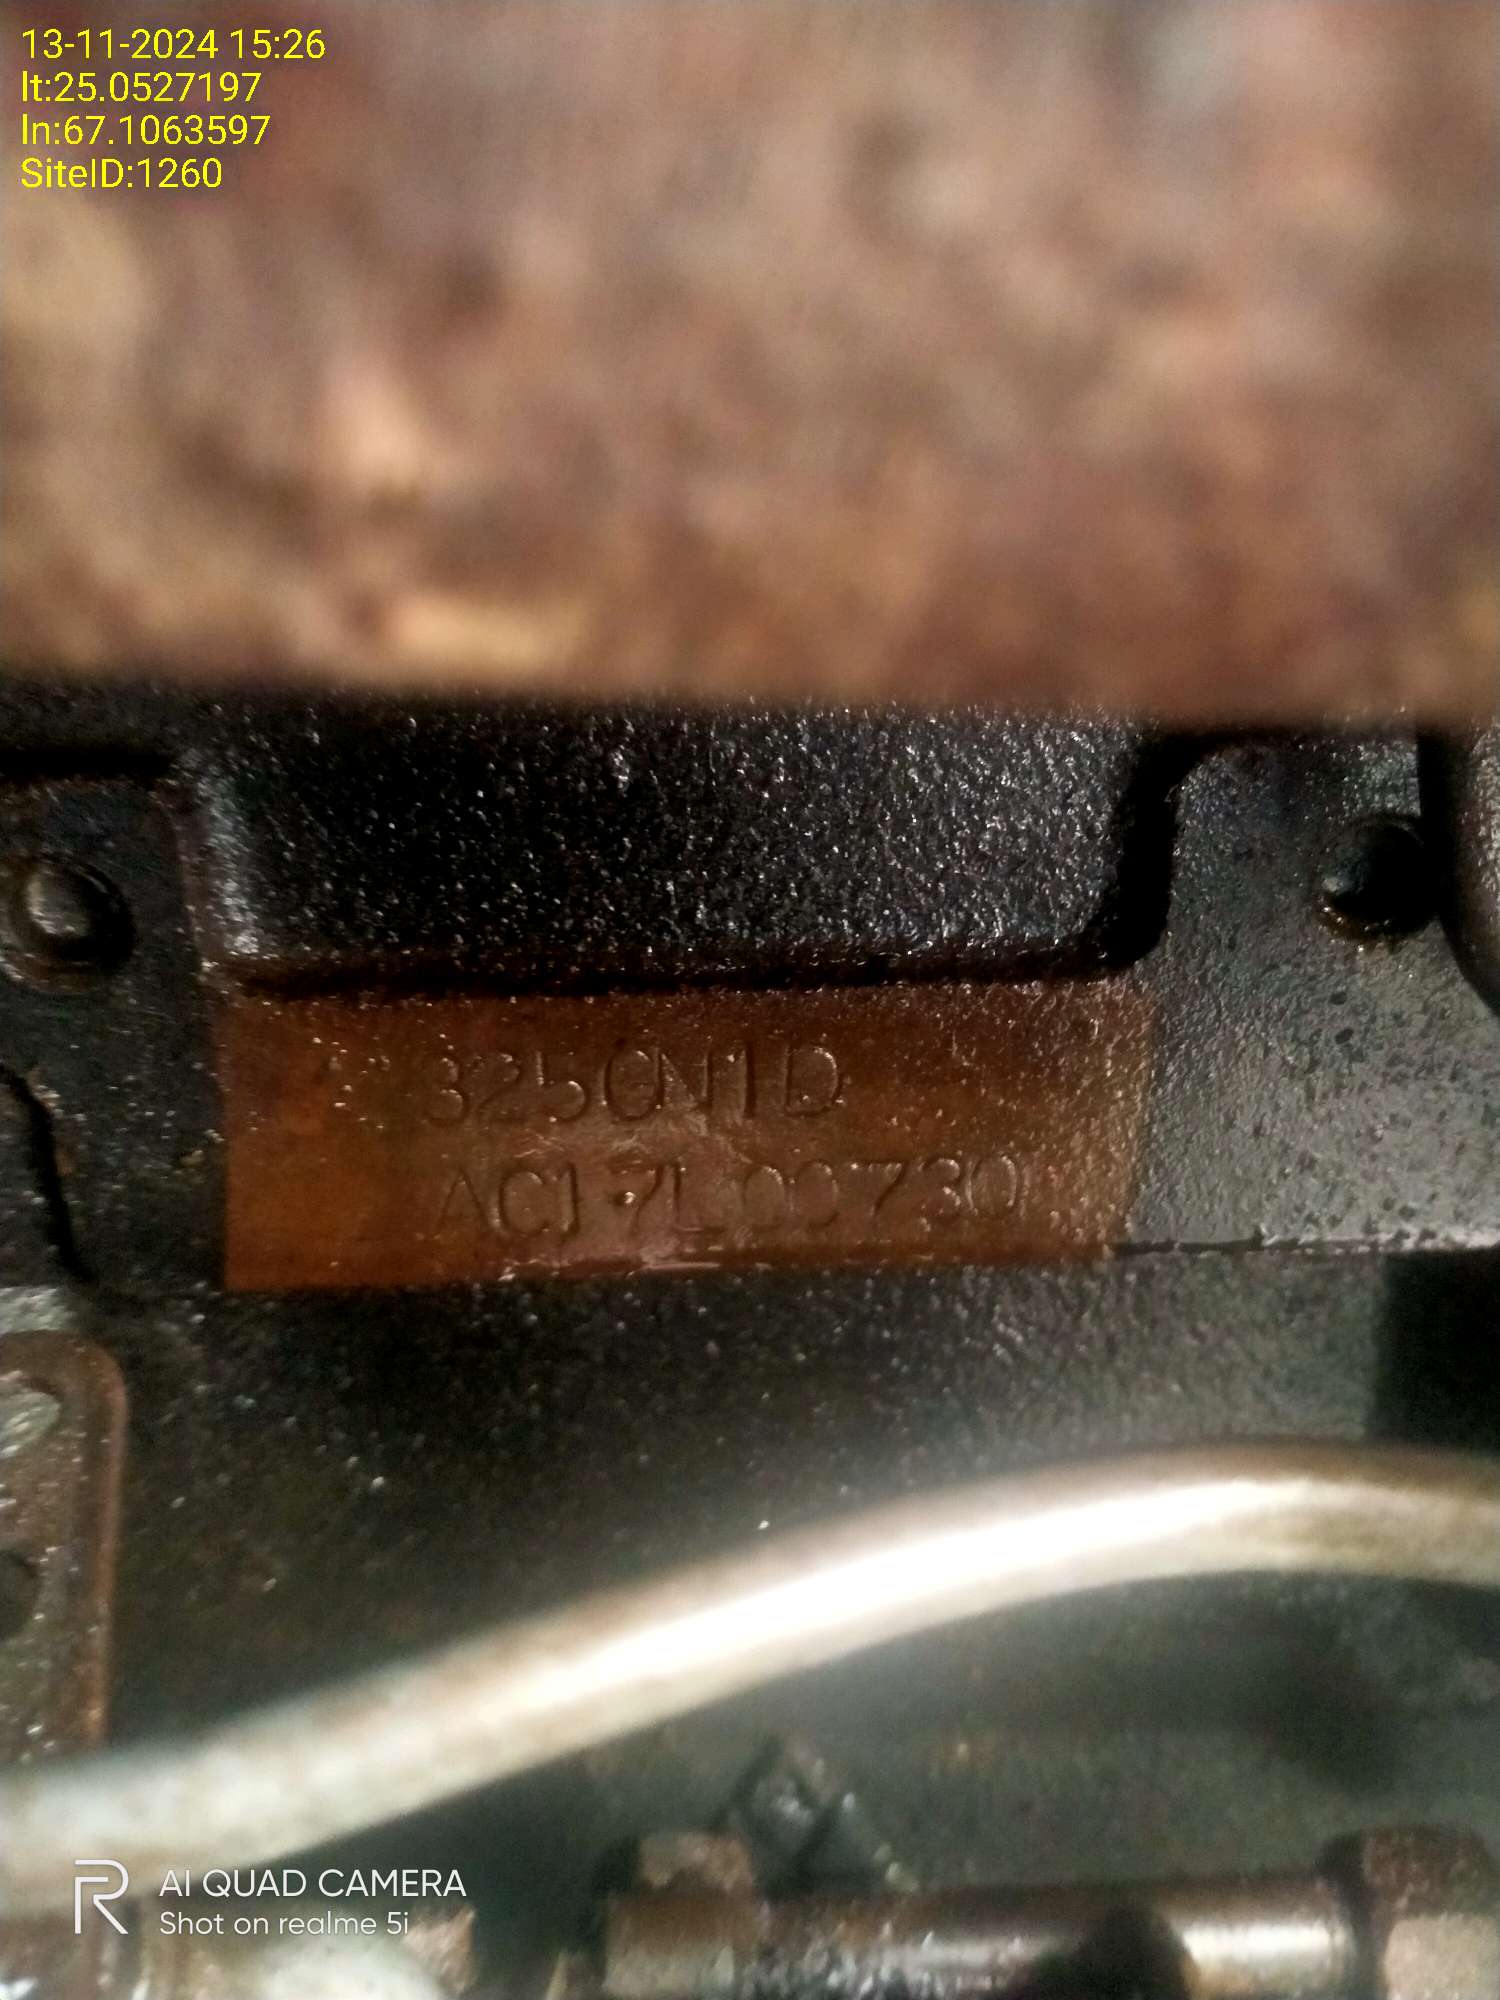 13-11-2024 15:26
lt:25.0527197
ln:67.1063597
SiteID:1260
325GN1D
AC17L00730
AI QUAD CAMERA
Shot on realme 5i